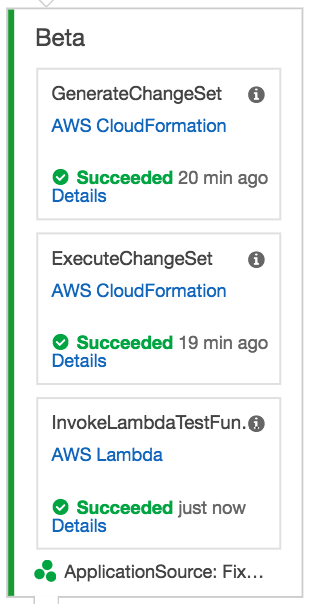 Beta
GenerateChangeSet
AWS CloudFormation
Succeeded 20 min ago
Details
ExecuteChangeSet
AWS CloudFormation
Succeeded 19 min ago
Details
InvokeLambdaTestFun...
AWS Lambda
Succeeded just now
Details
ApplicationSource: Fix...